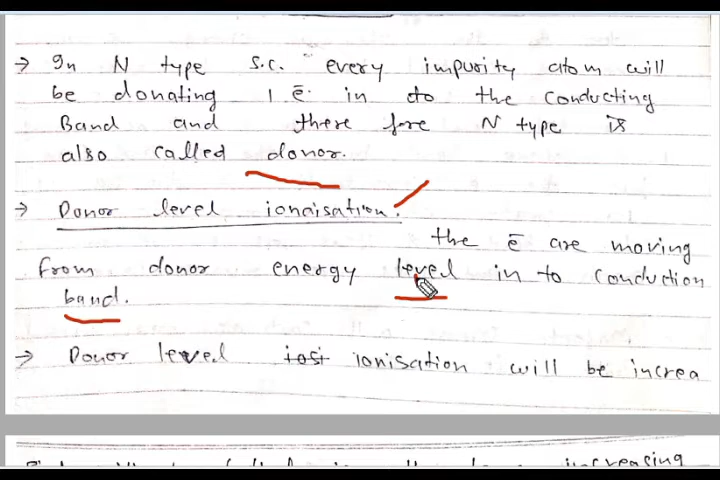 → In N type s.c. every impurity atom will
be donating 1 ē in to the conducting
Band and there fore N type is
also called donor.
→ Donor level ionaisation.
the ē are moving
from donor energy level in to conduction
band.
→ Donor level ionisation will be increa
increasing